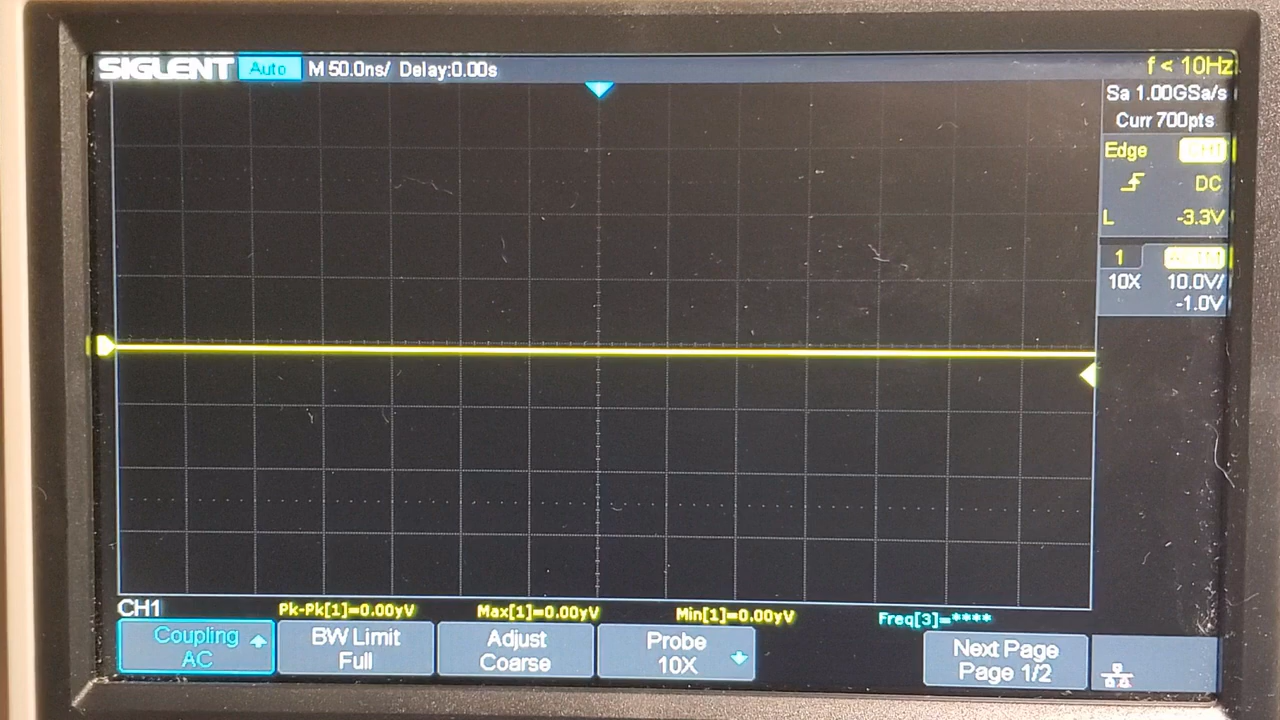 SIGLENT Auto M 50.0ns/ Delay:0.00s f < 10Hz
Sa 1.00GSa/s
Curr 700pts
Edge CH1
DC
L -3.3V
1
10X 10.0V/
-1.0V
CH1 Pk-Pk[1]=0.00yV Max[1]=0.00yV Min[1]=0.00yV Freq[3]=****
Coupling BW Limit Adjust Probe Next Page
AC Full Coarse 10X Page 1/2